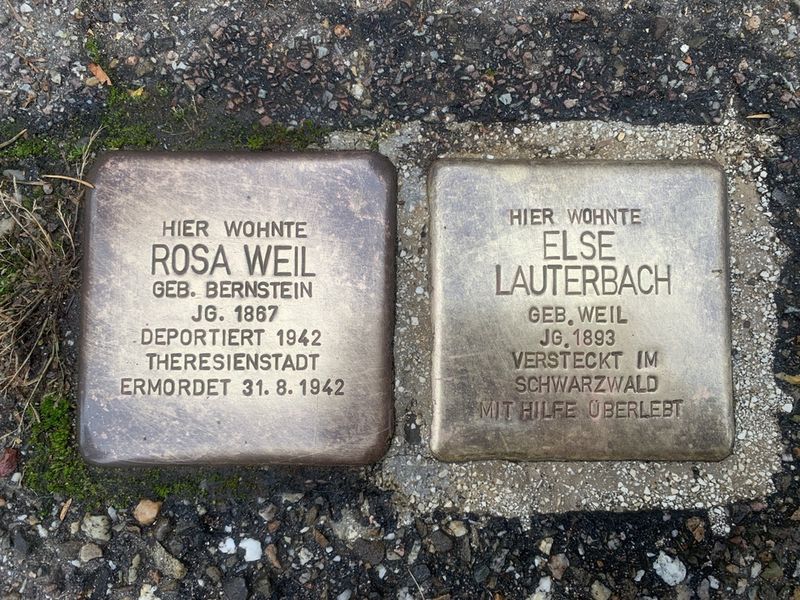 HIER WOHNTE
ROSA WEIL
GEB. BERNSTEIN
JG. 1867
DEPORTIERT 1942
THERESIENSTADT
ERMORDET 31.8.1942
HIER WOHNTE
ELSE
LAUTERBACH
GEB. WEIL
JG. 1893
VERSTECKT IM
SCHWARZWALD
MIT HILFE ÜBERLEBT